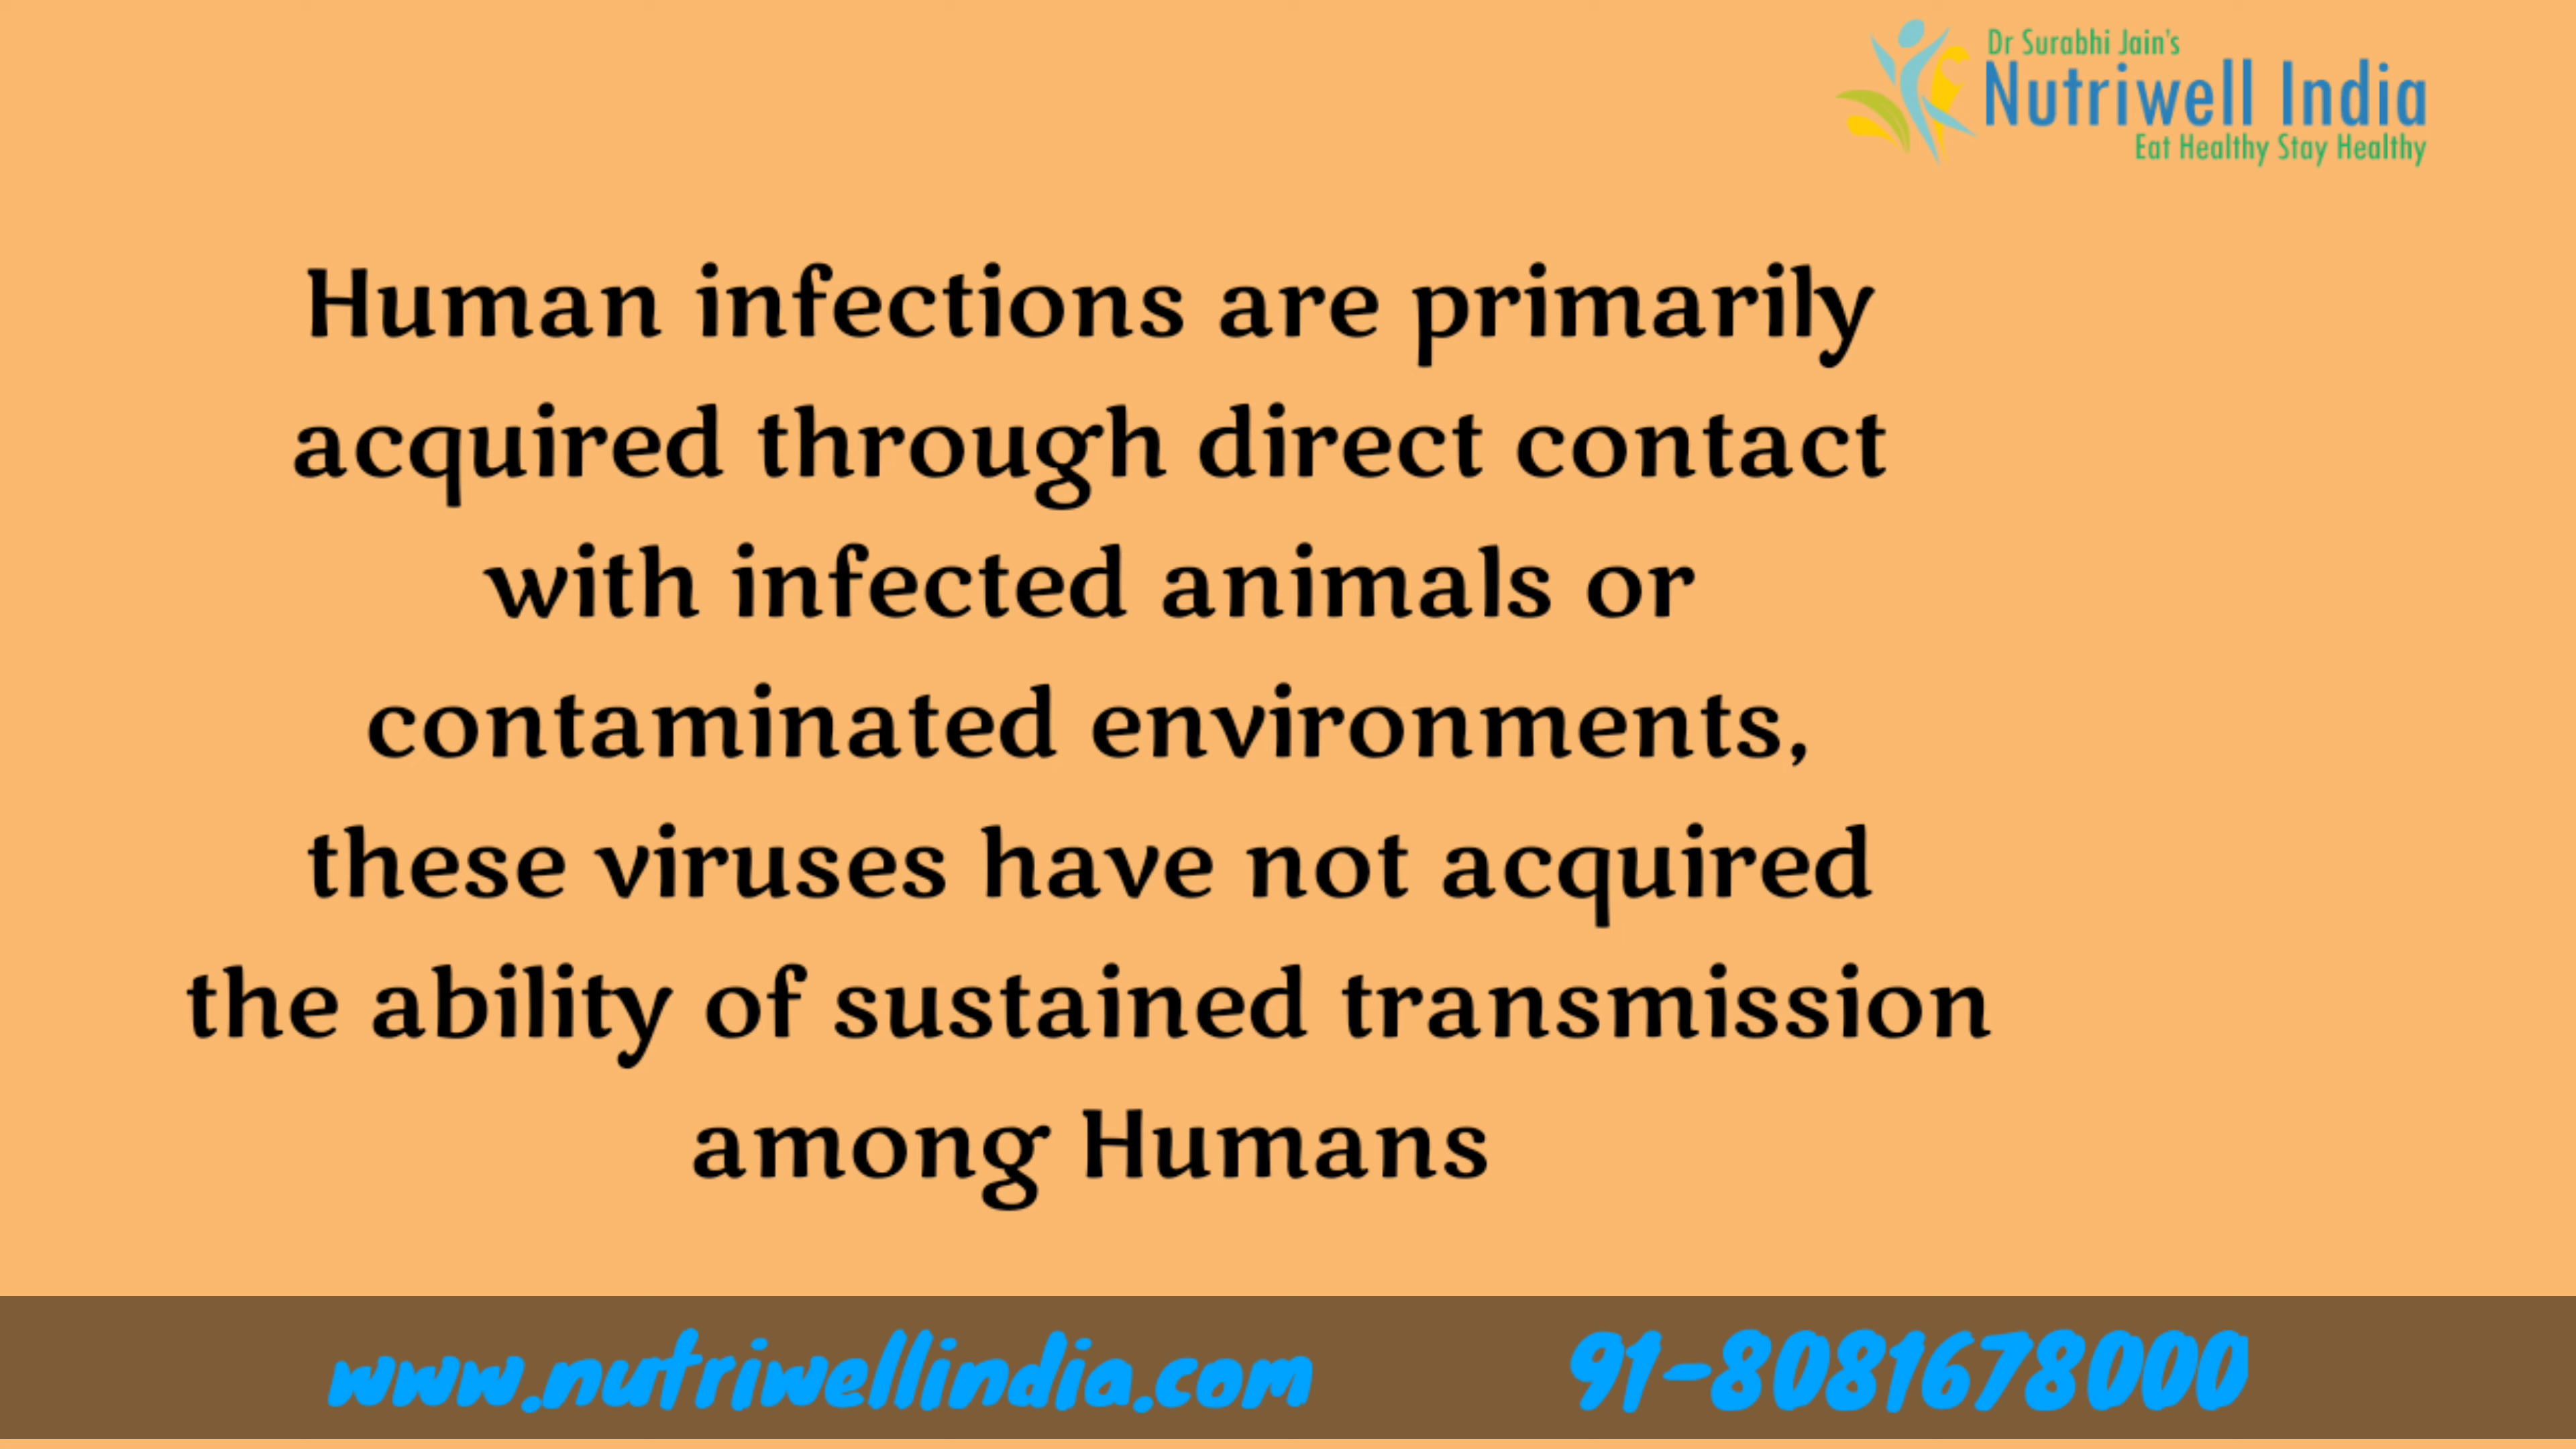 Dr Surabhi Jain's
Nutriwell India
Eat Healthy Stay Healthy
Human infections are primarily
acquired through direct contact
with infected animals or
contaminated environments,
these viruses have not acquired
the ability of sustained transmission
among Humans
www.nutriwellindia.com 91-8081678000